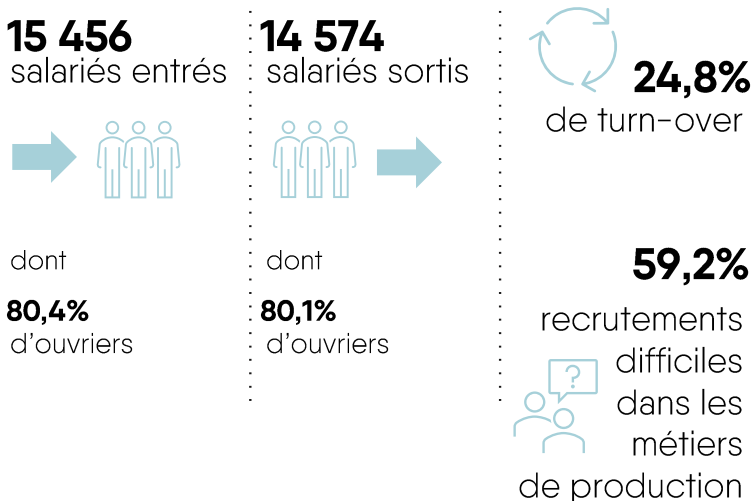 15 456
salariés entrés
dont
80,4%
d'ouvriers
14 574
salariés sortis
dont
80,1%
d'ouvriers
24,8%
de turn-over
59,2%
recrutements
difficiles
?
dans les
métiers
de production